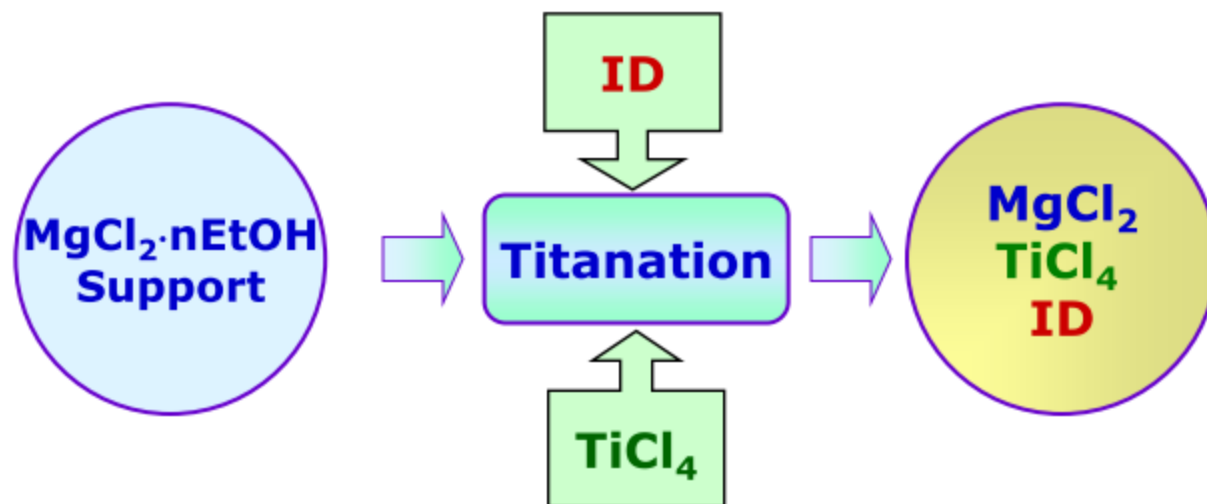 ID
MgCl₂·nEtOH
Support
Titanation
MgCl₂
TiCl₄
ID
TiCl₄